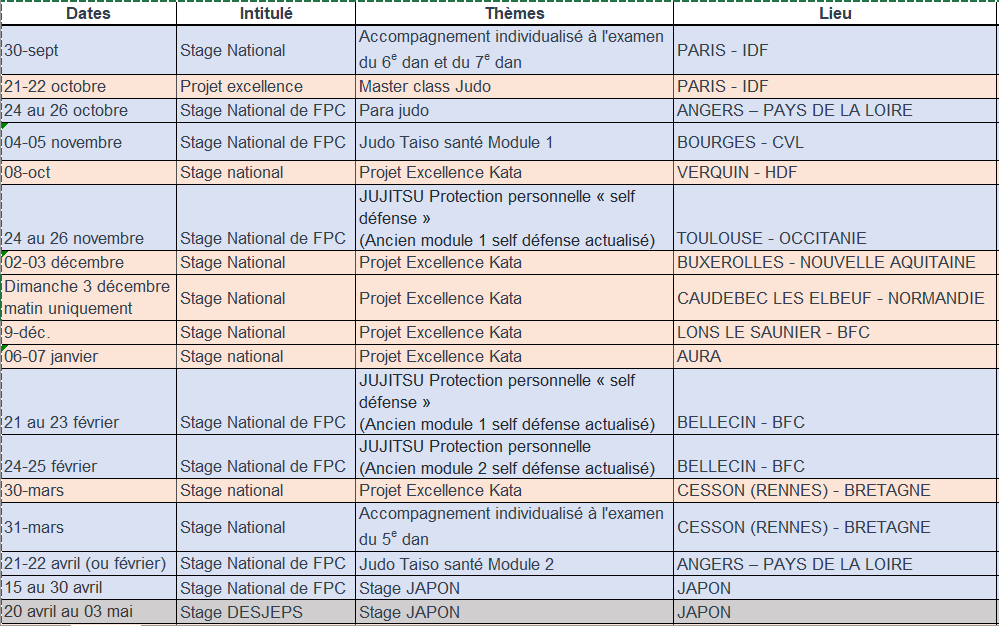 Dates Intitulé Thèmes Lieu
30-sept Stage National Accompagnement individualisé à l'examen du 6e dan et du 7e dan PARIS - IDF
21-22 octobre Projet excellence Master class Judo PARIS - IDF
24 au 26 octobre Stage National de FPC Para judo ANGERS – PAYS DE LA LOIRE
04-05 novembre Stage National de FPC Judo Taiso santé Module 1 BOURGES - CVL
08-oct Stage national Projet Excellence Kata VERQUIN - HDF
JUJITSU Protection personnelle « self
défense »
24 au 26 novembre Stage National de FPC (Ancien module 1 self défense actualisé) TOULOUSE - OCCITANIE
02-03 décembre Stage National Projet Excellence Kata BUXEROLLES - NOUVELLE AQUITAINE
Dimanche 3 décembre matin uniquement Stage National Projet Excellence Kata CAUDEBEC LES ELBEUF - NORMANDIE
9-déc. Stage National Projet Excellence Kata LONS LE SAUNIER - BFC
06-07 janvier Stage national Projet Excellence Kata AURA
JUJITSU Protection personnelle « self
défense »
21 au 23 février Stage National de FPC (Ancien module 1 self défense actualisé) BELLECIN - BFC
JUJITSU Protection personnelle
24-25 février Stage National de FPC (Ancien module 2 self défense actualisé) BELLECIN - BFC
30-mars Stage national Projet Excellence Kata CESSON (RENNES) - BRETAGNE
31-mars Stage National Accompagnement individualisé à l'examen du 5e dan CESSON (RENNES) - BRETAGNE
21-22 avril (ou février) Stage National de FPC Judo Taiso santé Module 2 ANGERS – PAYS DE LA LOIRE
15 au 30 avril Stage National de FPC Stage JAPON JAPON
20 avril au 03 mai Stage DESJEPS Stage JAPON JAPON